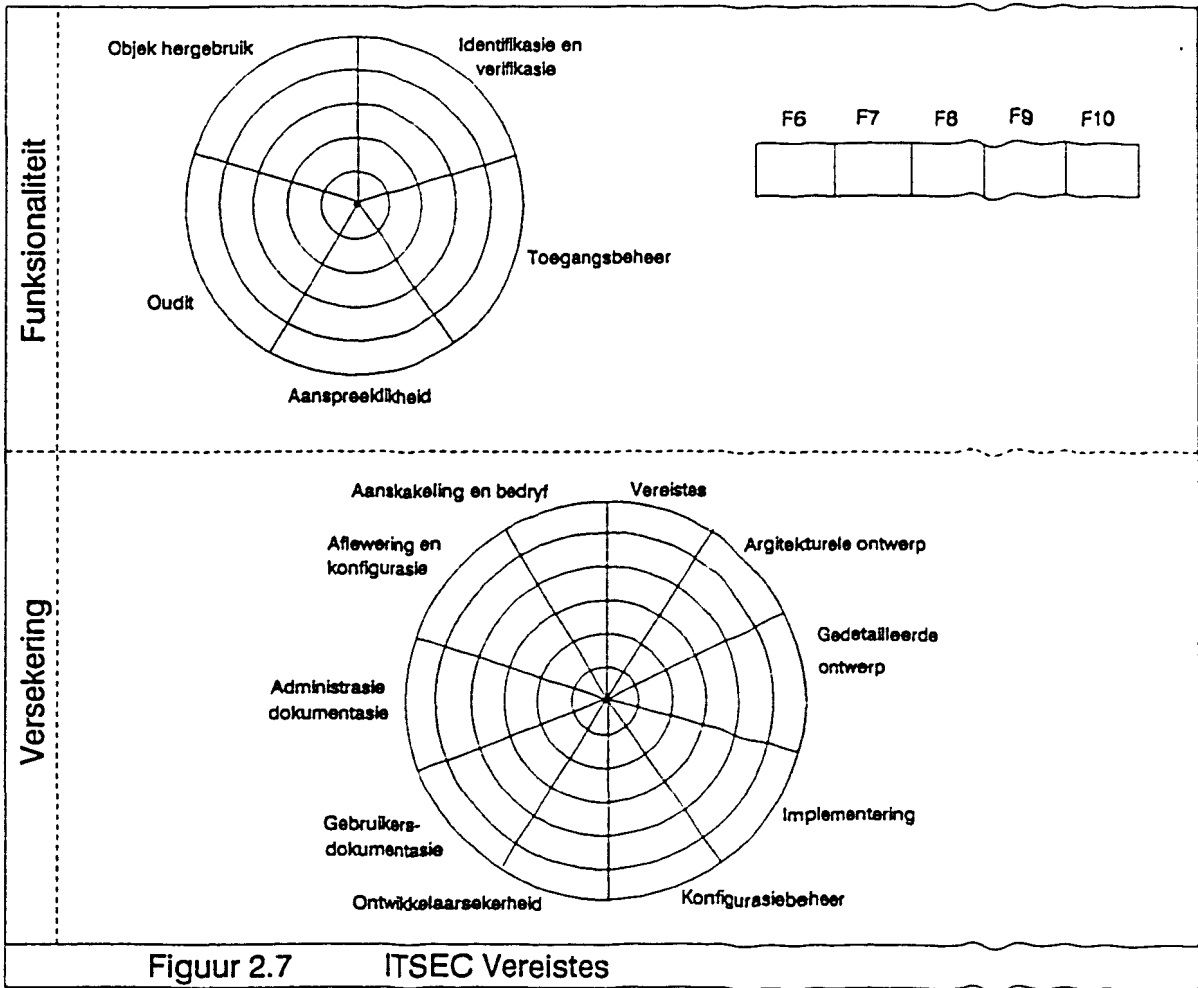 Funksionaliteit
Objek hergebruik
Identifikasie en
verifikasie
Toegangsbeheer
Aanspreeklikheid
Oudit
F6 F7 F8 F9 F10
Versekering
Aanskakeling en bedryf
Vereistes
Argitekturele ontwerp
Gedetailleerde
ontwerp
Implementering
Konfigurasiebeheer
Ontwikkelaarsekerheid
Gebruikers-
dokumentasie
Administrasie
dokumentasie
Aflewering en
konfigurasie
Figuur 2.7 ITSEC Vereistes